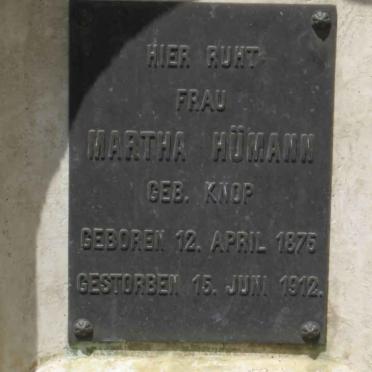 HIER RUHT
FRAU
MARTHA HÜMANN
GEB. KNOP
GEBOREN 12. APRIL 1875
GESTORBEN 15. JUNI 1912.